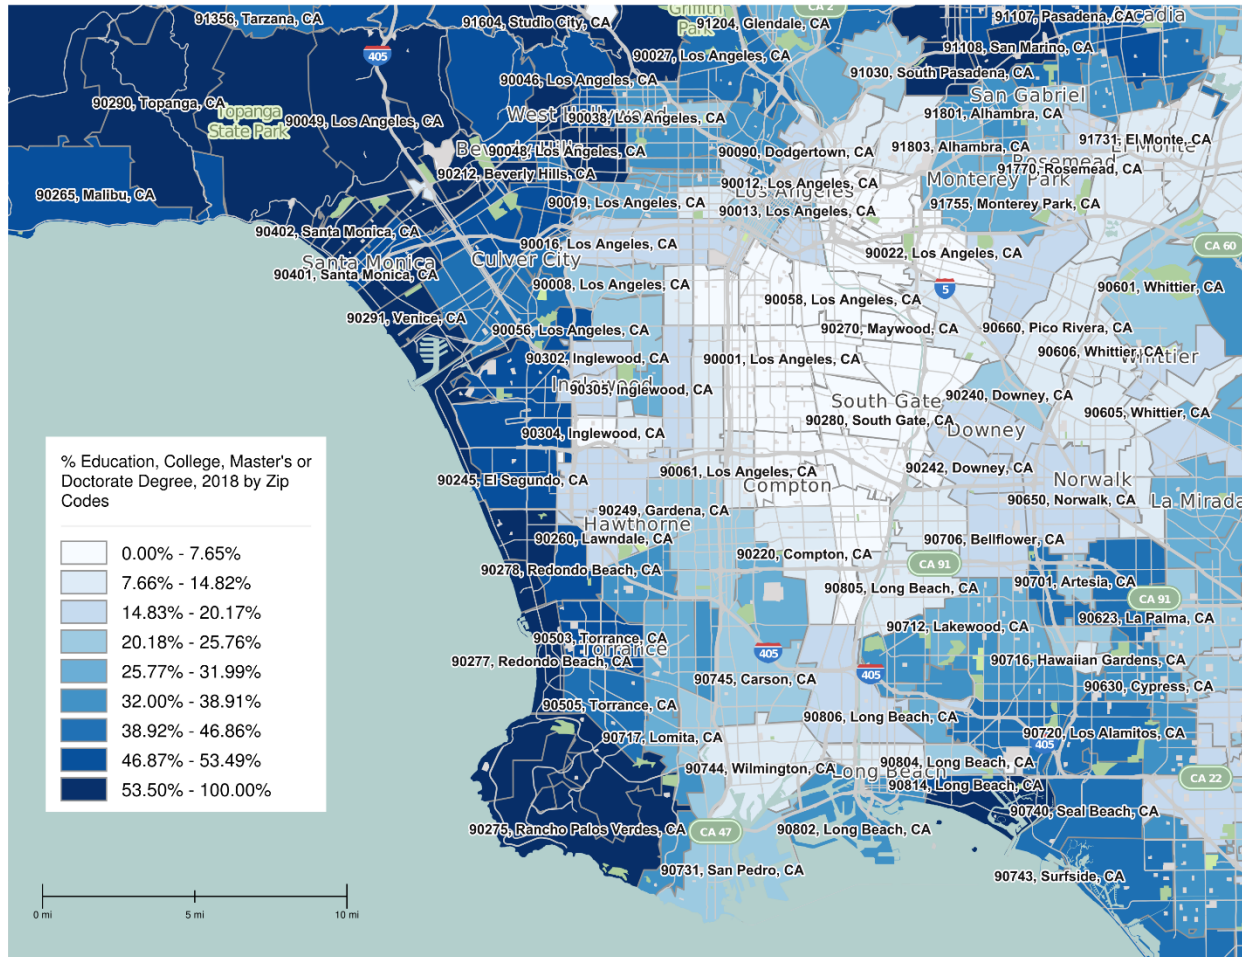 Griffith
Park
CA 2
91356, Tarzana, CA
91604, Studio City, CA
91204, Glendale, CA
91107, Pasadena, CA
Arcadia
405
90027, Los Angeles, CA
91108, San Marino, CA
90046, Los Angeles, CA
91030, South Pasadena, CA
90290, Topanga, CA
Topanga
State Park
90049, Los Angeles, CA
West Hollywood
90038, Los Angeles, CA
San Gabriel
91801, Alhambra, CA
91731, El Monte, CA
El Monte
90048, Los Angeles, CA
90090, Dodgertown, CA
91803, Alhambra, CA
Rosemead
91770, Rosemead, CA
90212, Beverly Hills, CA
90012, Los Angeles, CA
Los Angeles
Monterey Park
90265, Malibu, CA
90019, Los Angeles, CA
90013, Los Angeles, CA
91755, Monterey Park, CA
90402, Santa Monica, CA
90016, Los Angeles, CA
90022, Los Angeles, CA
CA 60
Santa Monica
Culver City
90401, Santa Monica, CA
90008, Los Angeles, CA
5
90601, Whittier, CA
90058, Los Angeles, CA
90291, Venice, CA
90056, Los Angeles, CA
90270, Maywood, CA
90660, Pico Rivera, CA
90302, Inglewood, CA
90001, Los Angeles, CA
90606, Whittier, CA
Whittier
Inglewood
90305, Inglewood, CA
South Gate
90240, Downey, CA
90280, South Gate, CA
90605, Whittier, CA
90304, Inglewood, CA
Downey
90061, Los Angeles, CA
90242, Downey, CA
90245, El Segundo, CA
Compton
Norwalk
90650, Norwalk, CA
La Mirada
90249, Gardena, CA
Hawthorne
90260, Lawndale, CA
90706, Bellflower, CA
90220, Compton, CA
CA 91
90278, Redondo Beach, CA
90805, Long Beach, CA
90701, Artesia, CA
CA 91
90623, La Palma, CA
90503, Torrance, CA
Torrance
90712, Lakewood, CA
405
90277, Redondo Beach, CA
90716, Hawaiian Gardens, CA
405
90745, Carson, CA
90630, Cypress, CA
90505, Torrance, CA
90806, Long Beach, CA
90717, Lomita, CA
90720, Los Alamitos, CA
405
90744, Wilmington, CA
90804, Long Beach, CA
Long Beach
CA 22
90814, Long Beach, CA
90740, Seal Beach, CA
90275, Rancho Palos Verdes, CA
CA 47
90802, Long Beach, CA
90731, San Pedro, CA
90743, Surfside, CA
% Education, College, Master's or
Doctorate Degree, 2018 by Zip
Codes
0.00% - 7.65%
7.66% - 14.82%
14.83% - 20.17%
20.18% - 25.76%
25.77% - 31.99%
32.00% - 38.91%
38.92% - 46.86%
46.87% - 53.49%
53.50% - 100.00%
0 mi
5 mi
10 mi